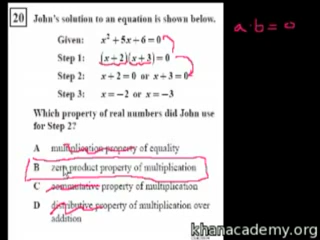 20 John's solution to an equation is shown below.
a·b=0
Given: x² + 5x + 6 = 0
Step 1: (x + 2)(x + 3) = 0
Step 2: x + 2 = 0 or x + 3 = 0
Step 3: x = −2 or x = −3
Which property of real numbers did John use
for Step 2?
A multiplication property of equality
B zero product property of multiplication
C commutative property of multiplication
D distributive property of multiplication over
addition
khanacademy.org